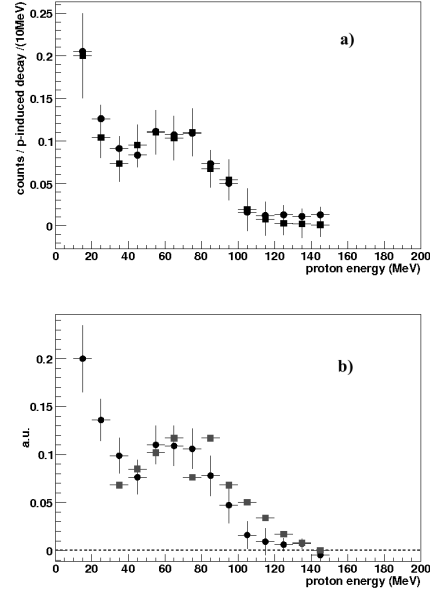 counts / p-induced decay /(10MeV)
0.25
a)
0.2
0.15
0.1
0.05
0
0 20 40 60 80 100 120 140 160 180 200
proton energy (MeV)
a.u.
b)
0.2
0.15
0.1
0.05
0
0 20 40 60 80 100 120 140 160 180 200
proton energy (MeV)